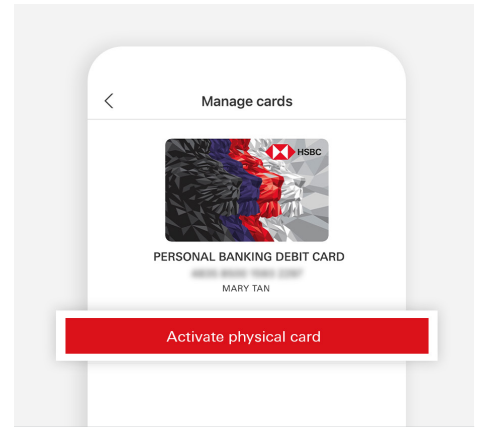 Manage cards
HSBC
PERSONAL BANKING DEBIT CARD
MARY TAN
Activate physical card